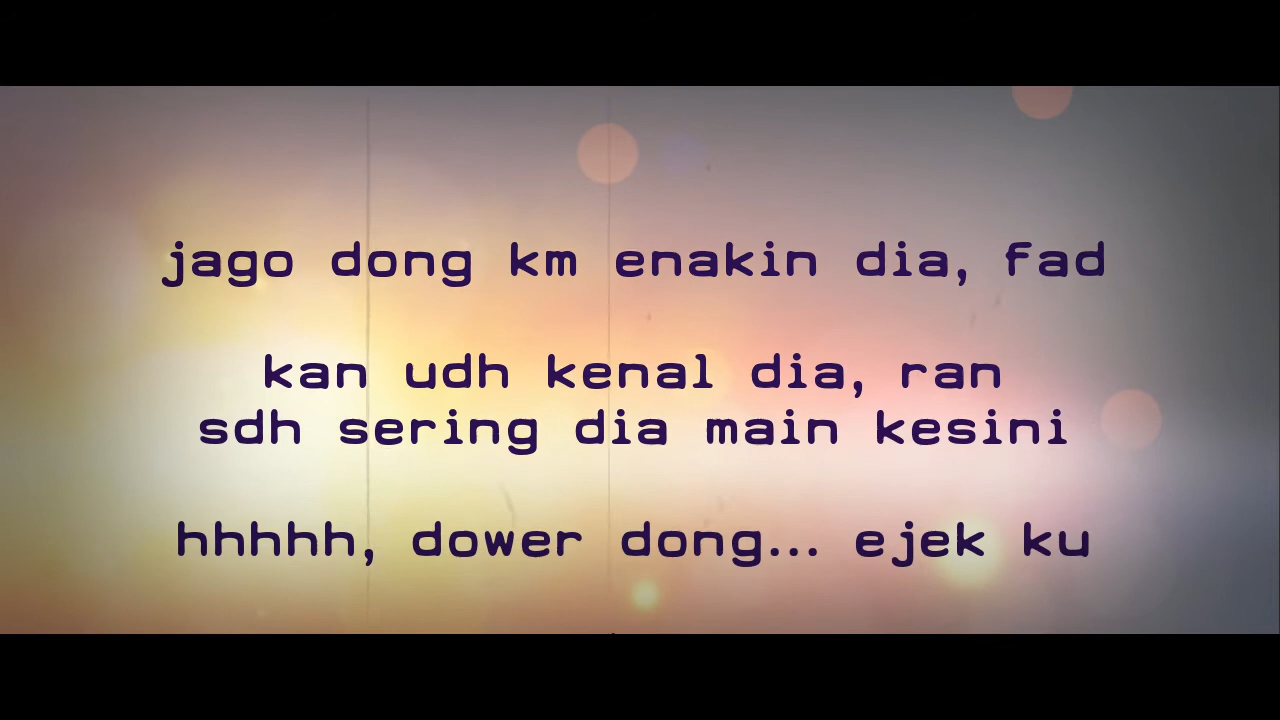 jago dong km enakin dia, fad
kan udh kenal dia, ran
sdh sering dia main kesini
hhhhh, dower dong... ejek ku